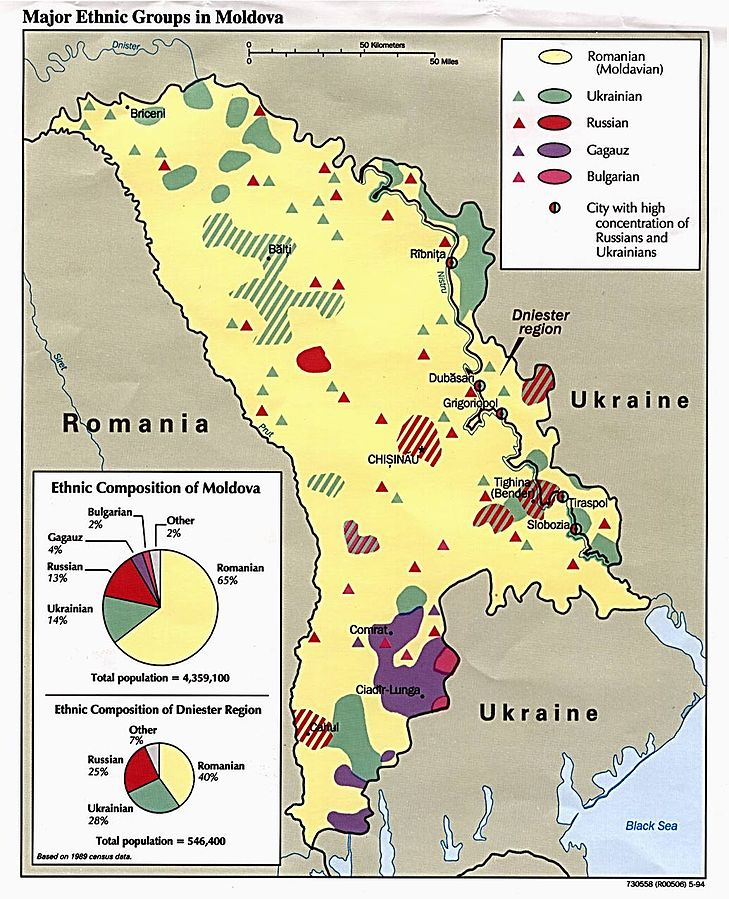 Major Ethnic Groups in Moldova
Dnister
0
50 Kilometers
0
50 Miles
Romanian
(Moldavian)
Ukrainian
Russian
Gagauz
Bulgarian
City with high
concentration of
Russians and
Ukrainians
Briceni
Bălţi
Rîbniţa
Nistru
Dniester
region
Dubăsari
Grigoriopol
Ukraine
Romania
Siret
Prut
CHIŞINĂU
Tighina
(Bender)
Tiraspol
Slobozia
Comrat
Ciadîr-Lunga
Cahul
Ukraine
Black Sea
Ethnic Composition of Moldova
Bulgarian
2%
Other
2%
Gagauz
4%
Russian
13%
Romanian
65%
Ukrainian
14%
Total population = 4,359,100
Ethnic Composition of Dniester Region
Other
7%
Russian
25%
Romanian
40%
Ukrainian
28%
Total population = 546,400
Based on 1989 census data.
730558 (R00506) 5-94